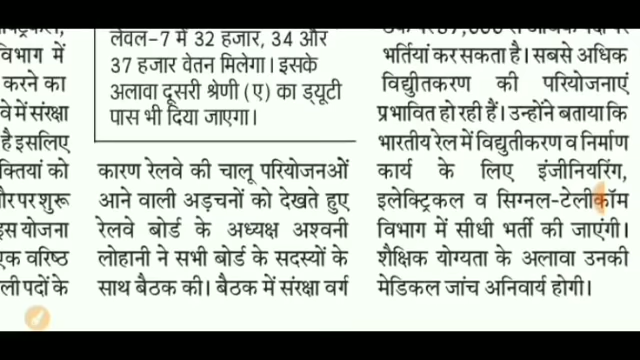 विभाग में
करने का
वे में संरक्षा
है इसलिए
क्तियां को
और पर शुरू
इस योजना
एक वरिष्ठ
ली पदों के
लेवल-7 में 32 हजार, 34 और
37 हजार वेतन मिलेगा। इसके
अलावा दूसरी श्रेणी (ए) का ड्यूटी
पास भी दिया जाएगा।
कारण रेलवे की चालू परियोजनओं
आने वाली अड़चनों को देखते हुए
रेलवे बोर्ड के अध्यक्ष अश्वनी
लोहानी ने सभी बोर्ड के सदस्यों के
साथ बैठक की। बैठक में संरक्षा वर्ग
भर्तियां कर सकता है। सबसे अधिक
विद्युीतकरण की परियोजनाएं
प्रभावित हो रही हैं। उन्होंने बताया कि
भारतीय रेल में विद्युतीकरण व निर्माण
कार्य के लिए इंजीनियरिंग,
इलेक्ट्रिकल व सिग्नल-टेलीकॉम
विभाग में सीधी भर्ती की जाएगी।
शैक्षिक योग्यता के अलावा उनकी
मेडिकल जांच अनिवार्य होगी।